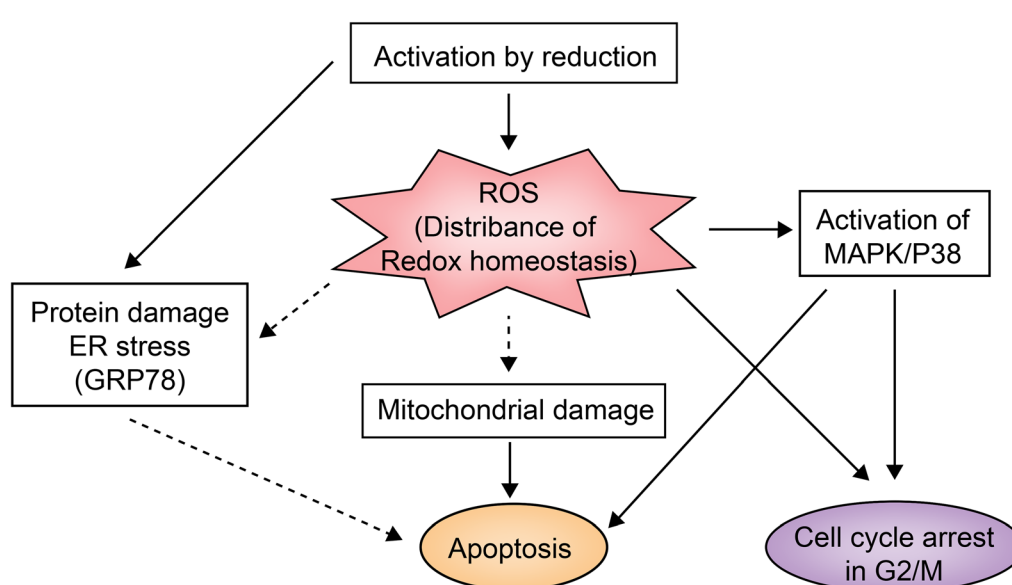 Activation by reduction
ROS
(Distribance of
Redox homeostasis)
Activation of
MAPK/P38
Protein damage
ER stress
(GRP78)
Mitochondrial damage
Apoptosis
Cell cycle arrest
in G2/M